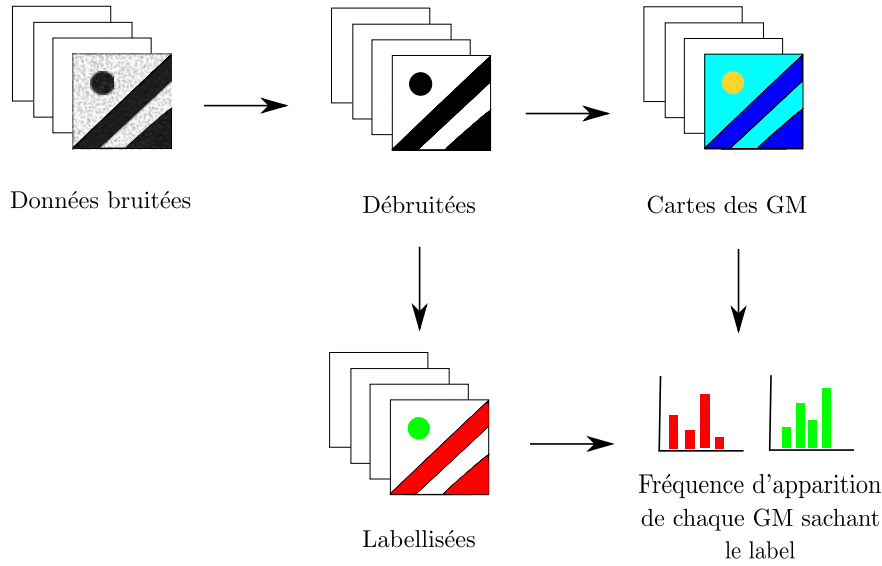 Données bruitées
Débruitées
Cartes des GM
Labellisées
Fréquence d'apparition
de chaque GM sachant
le label